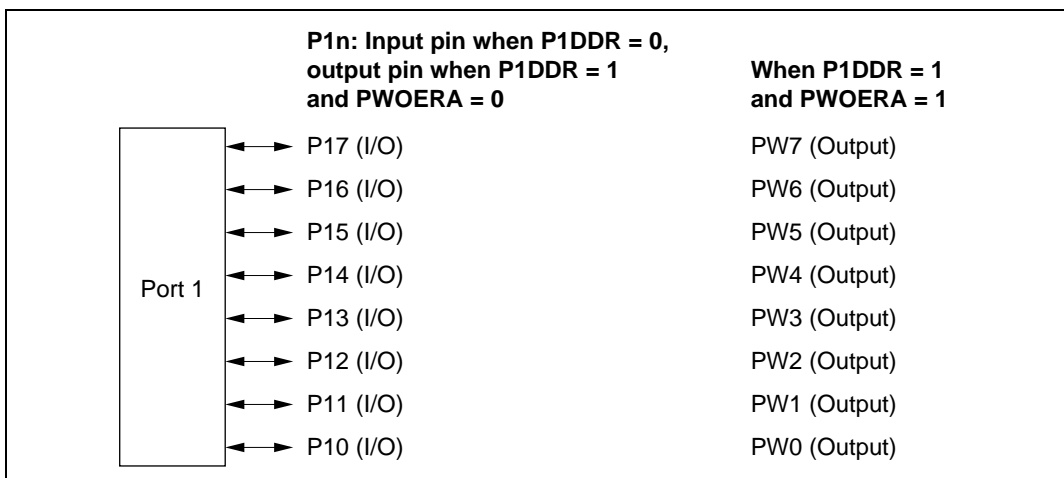 P1n: Input pin when P1DDR = 0,
output pin when P1DDR = 1
and PWOERA = 0
When P1DDR = 1
and PWOERA = 1
Port 1
P17 (I/O) PW7 (Output)
P16 (I/O) PW6 (Output)
P15 (I/O) PW5 (Output)
P14 (I/O) PW4 (Output)
P13 (I/O) PW3 (Output)
P12 (I/O) PW2 (Output)
P11 (I/O) PW1 (Output)
P10 (I/O) PW0 (Output)